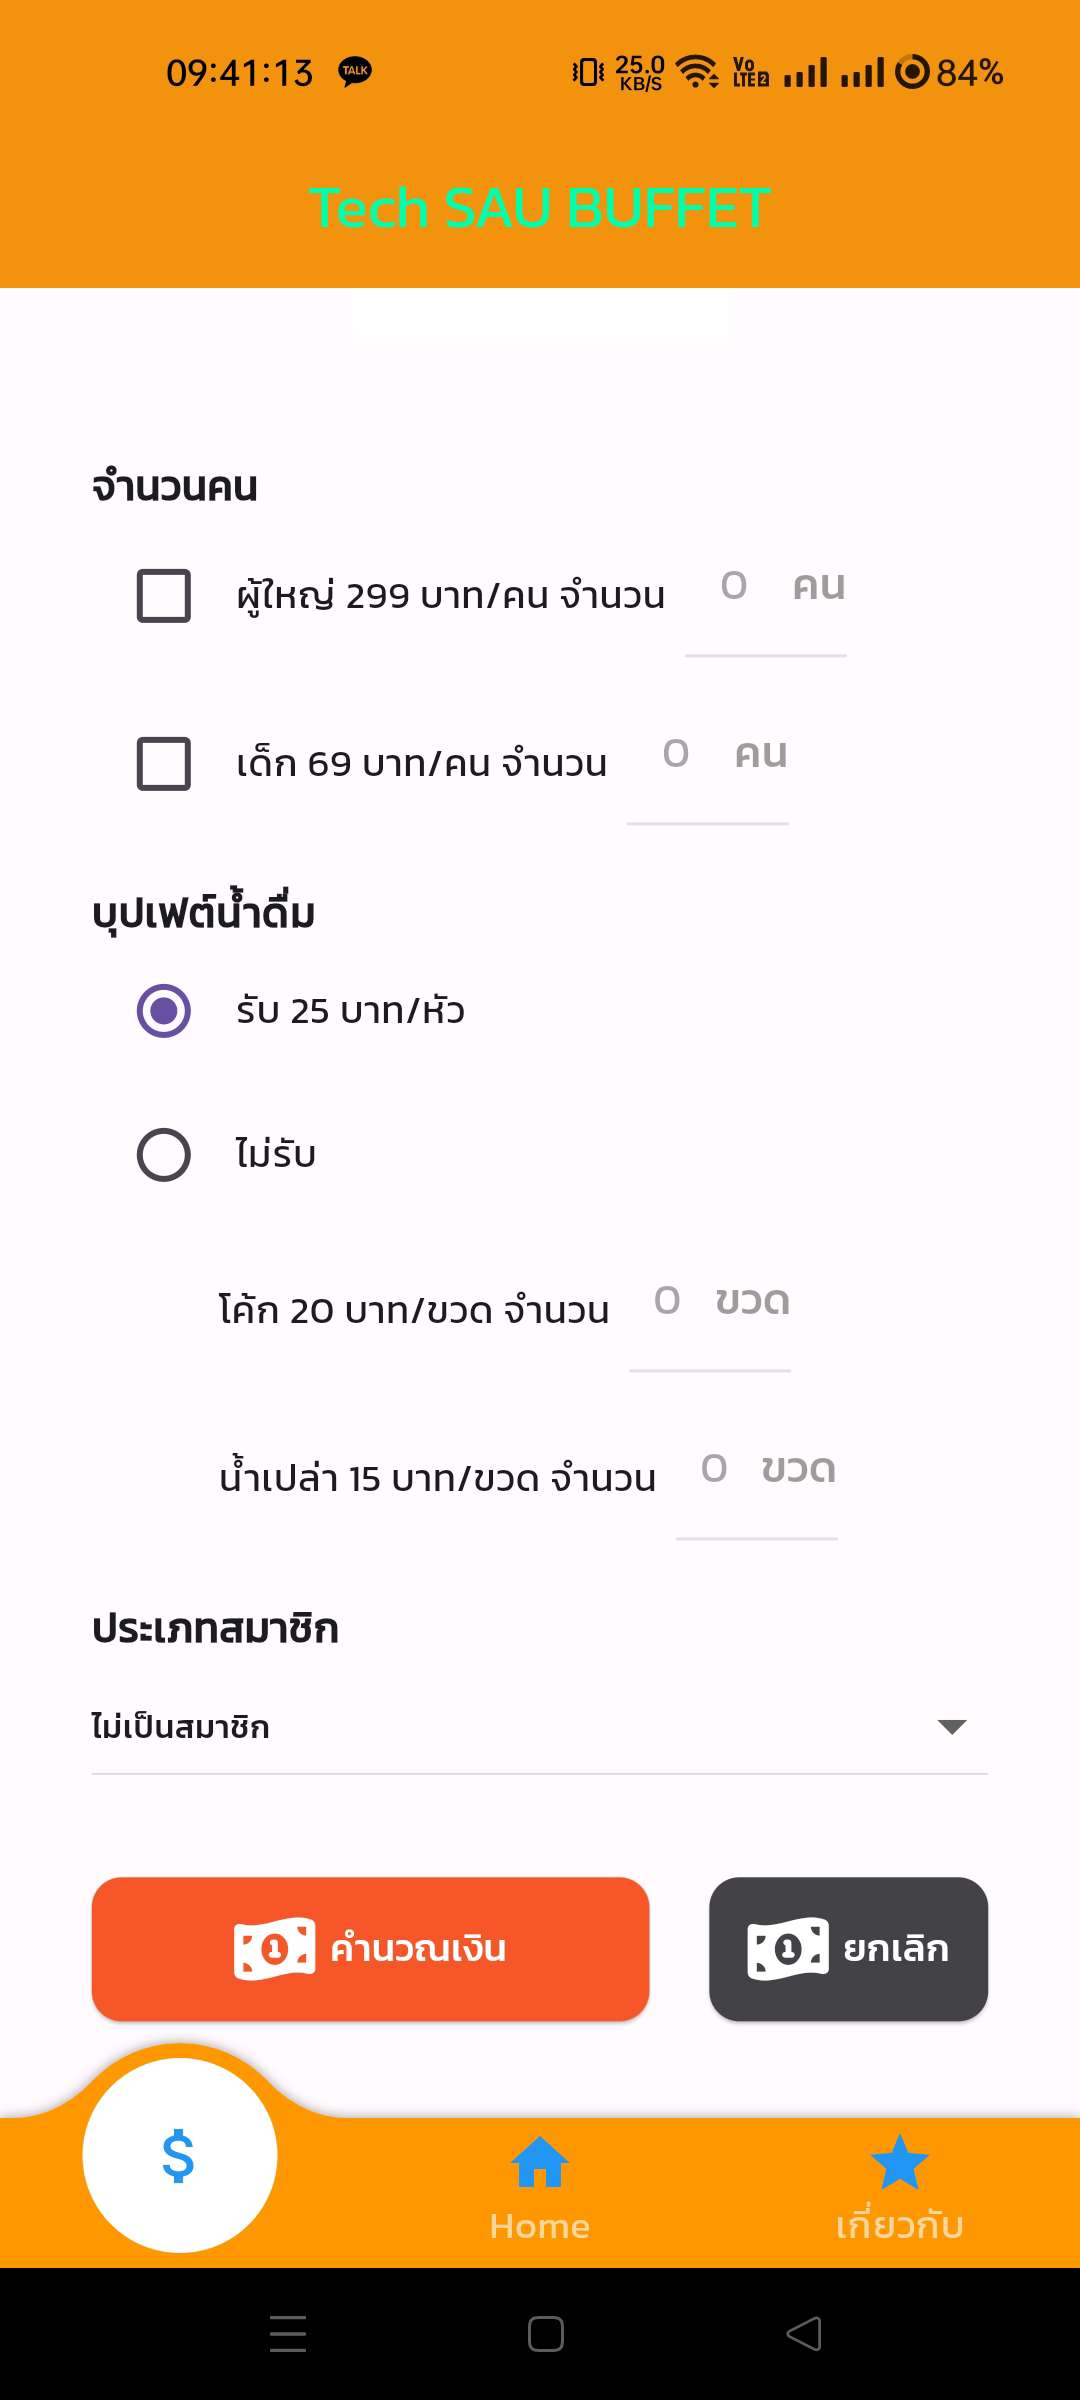 09:41:13 TALK 25.0 KB/S Vo LTE 2 84%
Tech SAU BUFFET
จำนวนคน
ผู้ใหญ่ 299 บาท/คน จำนวน 0 คน
เด็ก 69 บาท/คน จำนวน 0 คน
บุปเฟต์น้ำดื่ม
รับ 25 บาท/หัว
ไม่รับ
โค้ก 20 บาท/ขวด จำนวน 0 ขวด
น้ำเปล่า 15 บาท/ขวด จำนวน 0 ขวด
ประเภทสมาชิก
ไม่เป็นสมาชิก
คำนวณเงิน ยกเลิก
$
Home เกี่ยวกับ